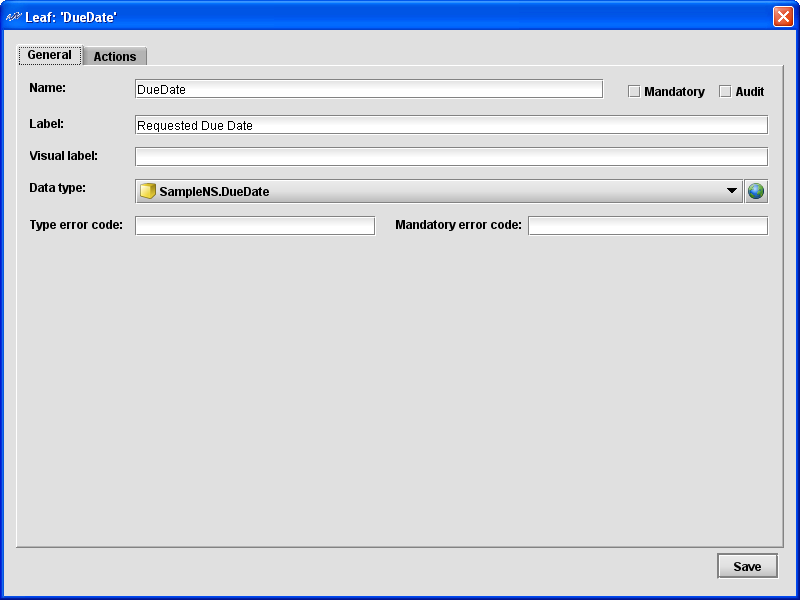 Leaf: 'DueDate'
General Actions
Name: DueDate Mandatory Audit
Label: Requested Due Date
Visual label:
Data type: SampleNS.DueDate
Type error code: Mandatory error code:
Save